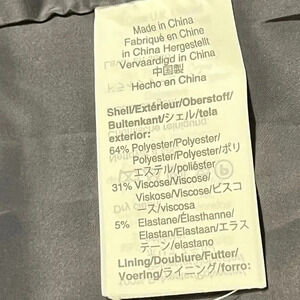 Made in China
Fabriqué en Chine
in China Hergestellt
Vervaardigd in China
中国製
Hecho en China
Shell/Extérieur/Oberstoff/
Buitenkant/シェル/tela
exterior:
64% Polyester/Polyester/
Polyester/Polyester/ポリ
エステル/poliéster
31% Viscose/Viscose/
Viskose/Viscose/ビスコ
ース/viscosa
5% Elastane/Élasthanne/
Elastan/Elastaan/エラス
テーン/elastano
Lining/Doublure/Futter/
Voering/ライニング/forro: